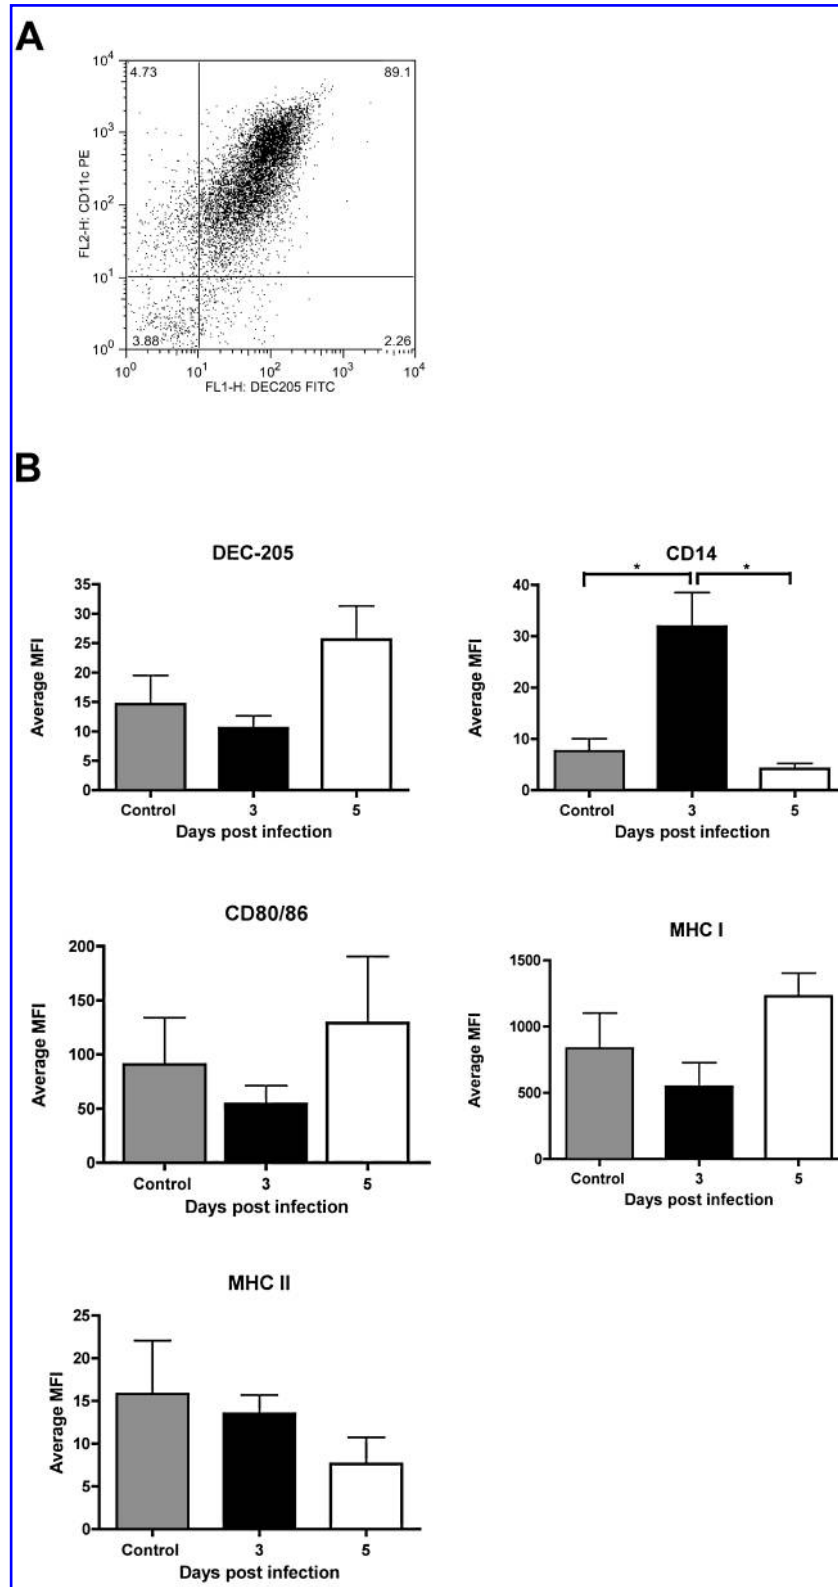 A
10^4
4.73
89.1
10^3
10^2
10^1
10^0
FL2-H: CD11c PE
3.88
2.26
10^0 10^1 10^2 10^3 10^4
FL1-H: DEC205 FITC
B
DEC-205
35
30
25
20
15
10
5
0
Average MFI
Control 3 5
Days post infection
CD14
* *
40
30
20
10
0
Average MFI
Control 3 5
Days post infection
CD80/86
200
150
100
50
0
Average MFI
Control 3 5
Days post infection
MHC I
1500
1000
500
0
Average MFI
Control 3 5
Days post infection
MHC II
25
20
15
10
5
0
Average MFI
Control 3 5
Days post infection